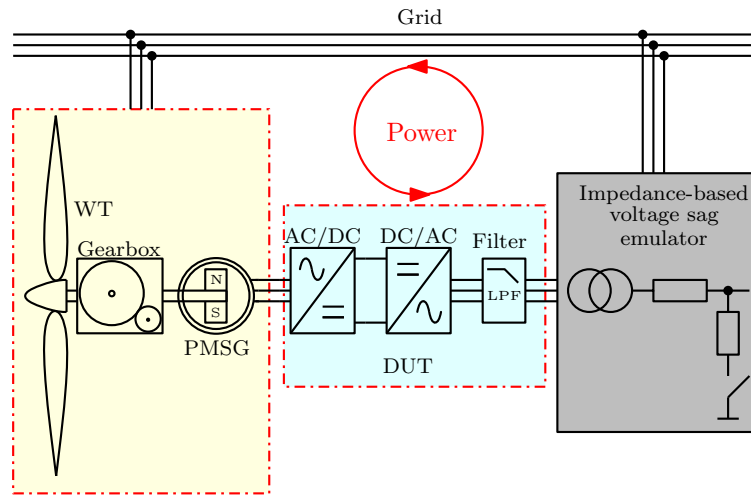 Grid
Power
WT
Gearbox
N
S
PMSG
AC/DC
DC/AC
Filter
LPF
DUT
Impedance-based
voltage sag
emulator